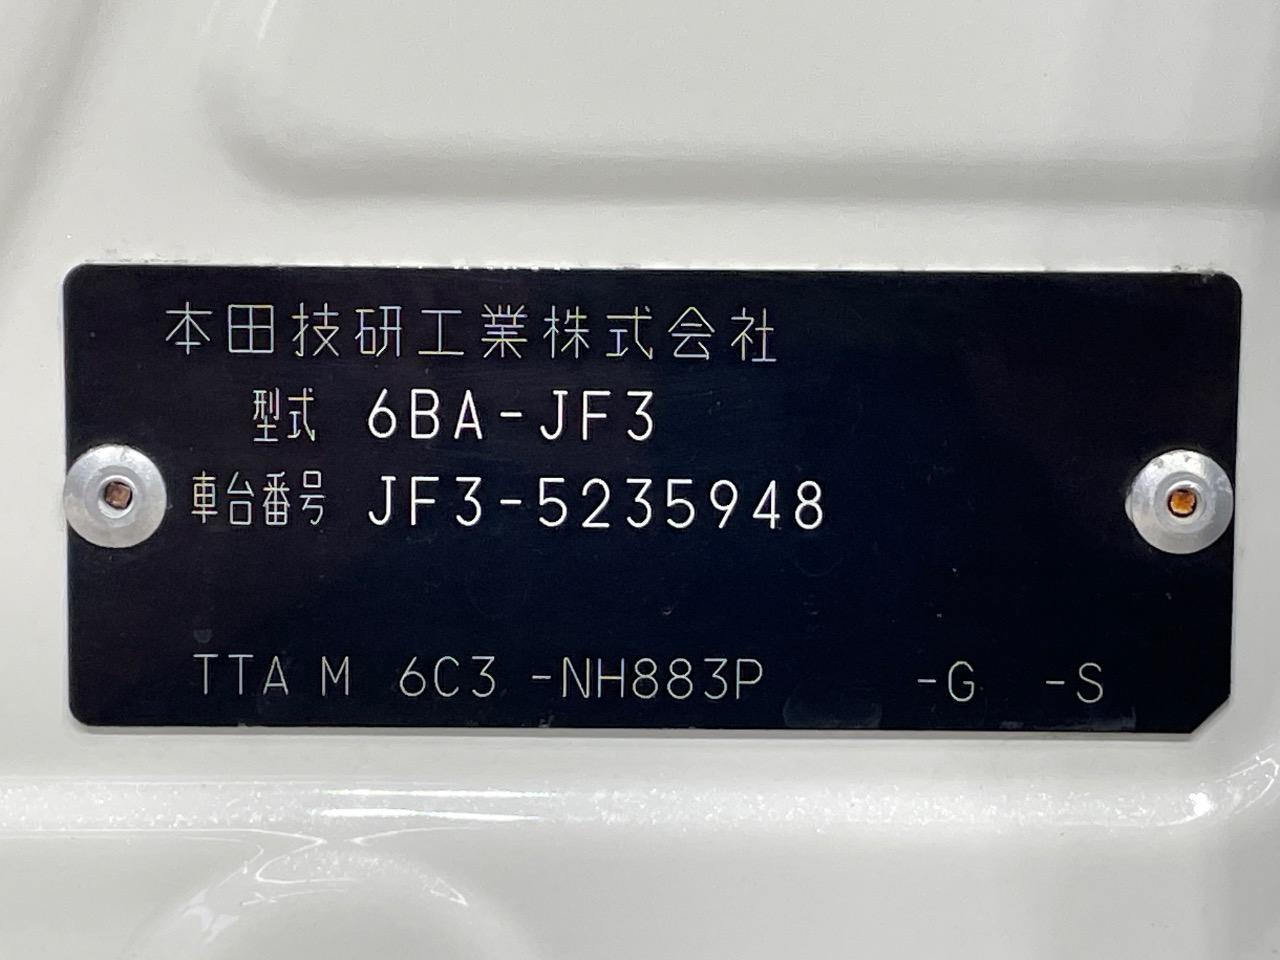 本田技研工業株式会社
型式 6BA-JF3
車台番号 JF3-5235948
TTA M 6C3 -NH883P -G -S